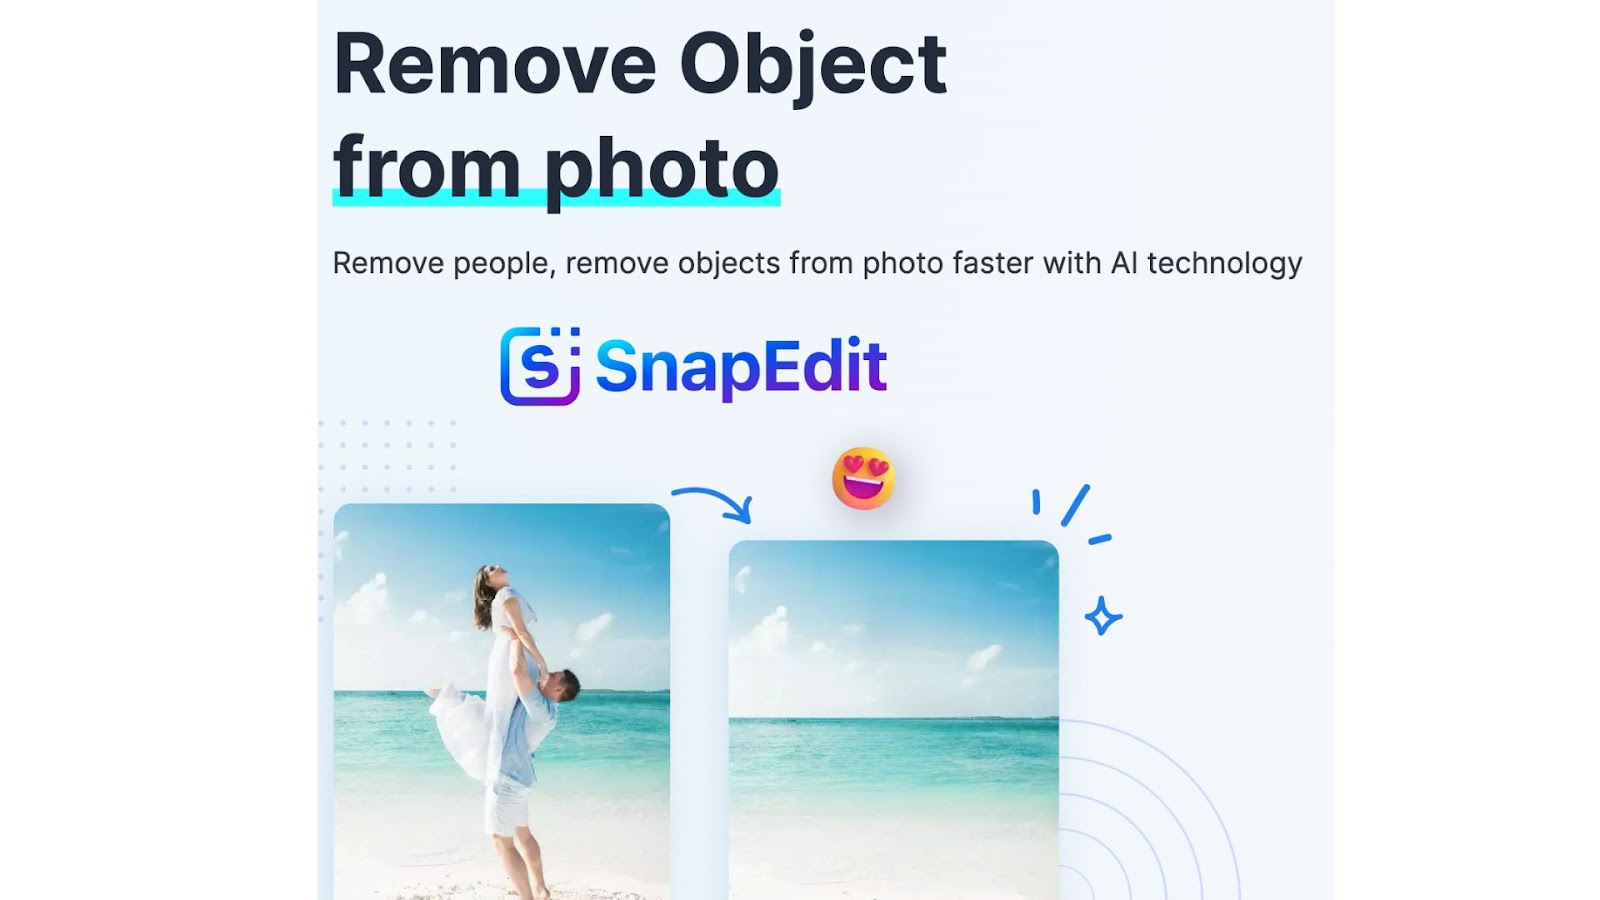 Remove Object
from photo
Remove people, remove objects from photo faster with AI technology
S SnapEdit